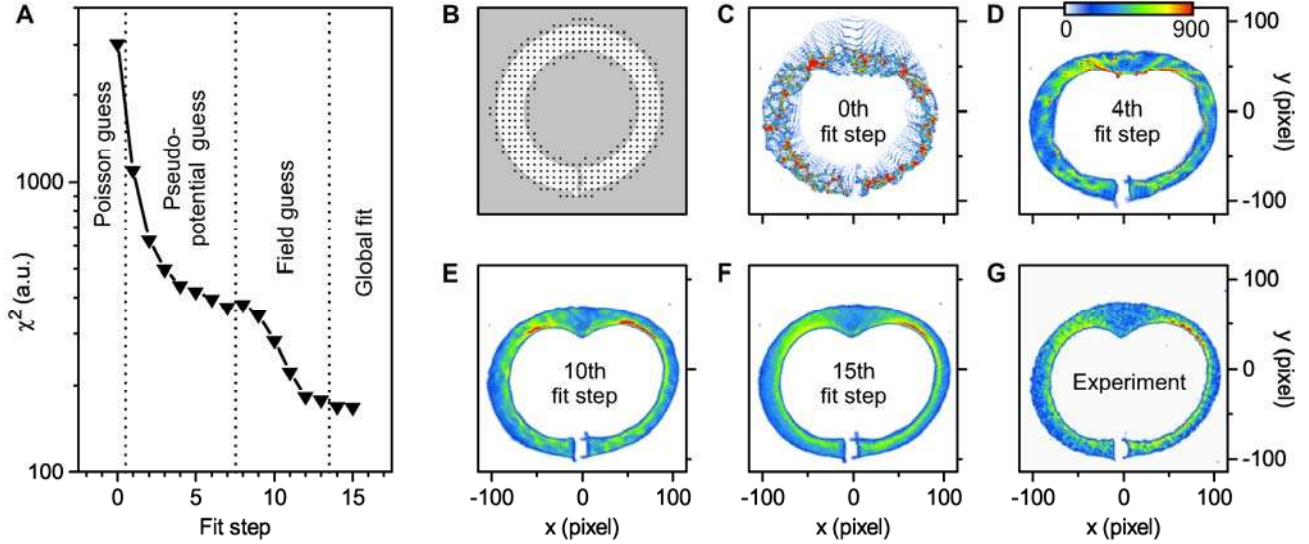 A
χ² (a.u.)
1000
100
Poisson guess
Pseudo-
potential guess
Field guess
Global fit
0
5
10
15
Fit step
B
C
0th
fit step
D
0
900
4th
fit step
100
0
-100
y (pixel)
E
10th
fit step
-100
0
100
x (pixel)
F
15th
fit step
-100
0
100
x (pixel)
G
Experiment
100
0
-100
y (pixel)
-100
0
100
x (pixel)